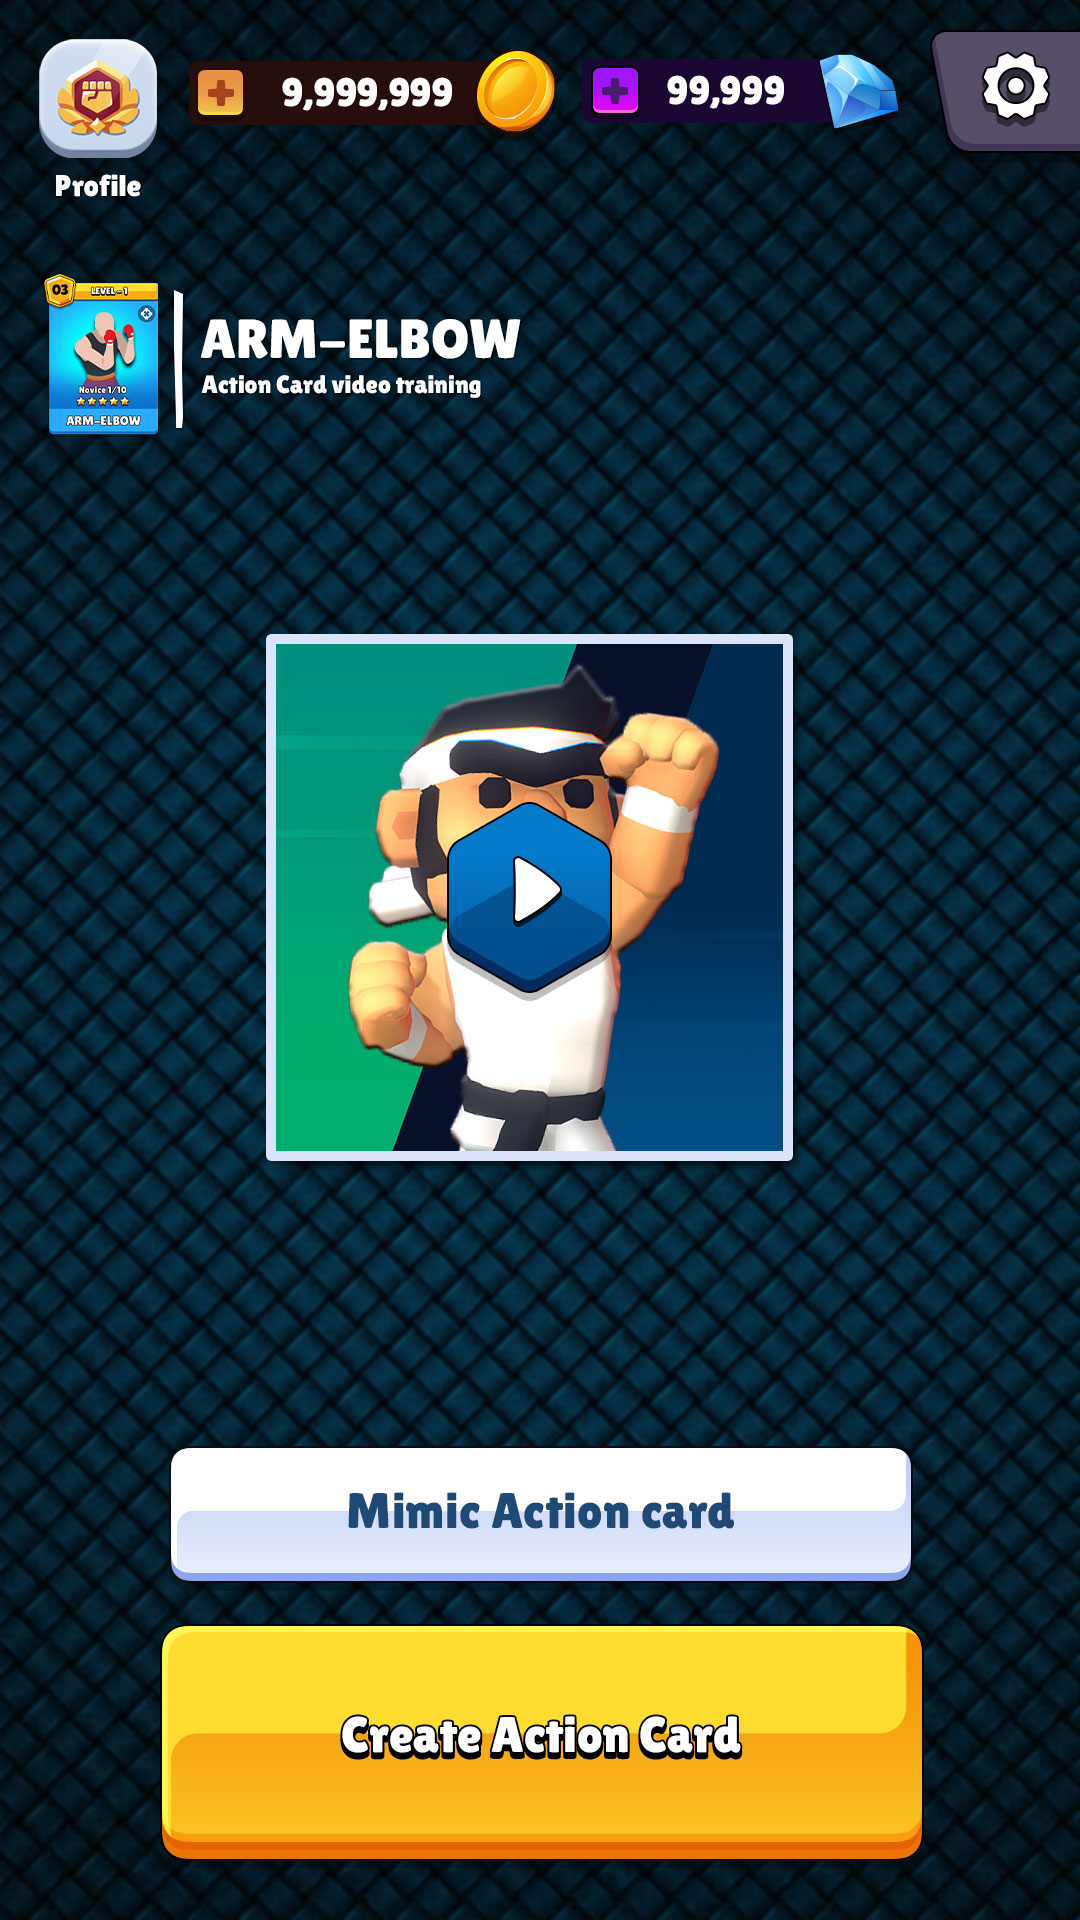 9,999,999
99,999
Profile
03
LEVEL-1
Novice 1/10
ARM-ELBOW
ARM-ELBOW
Action Card video training
Mimic Action card
Create Action Card